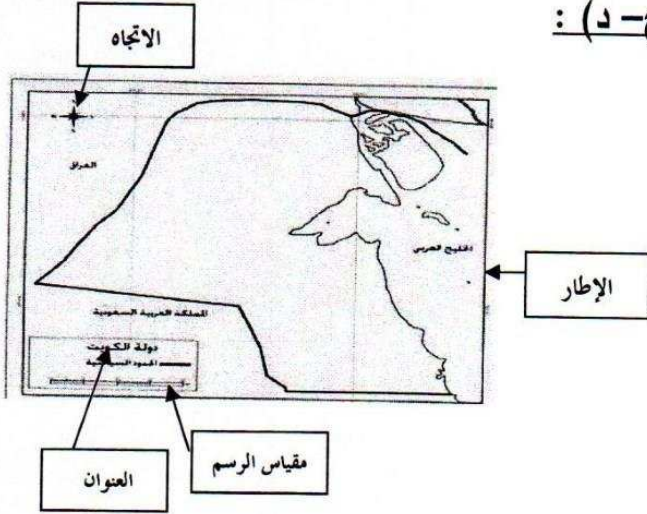 – د) :
الاتجاه
العراق
الخليج العربي
الإطار
المملكة العربية السعودية
دولة الكويت
الحدود السياسية
مقياس الرسم
العنوان